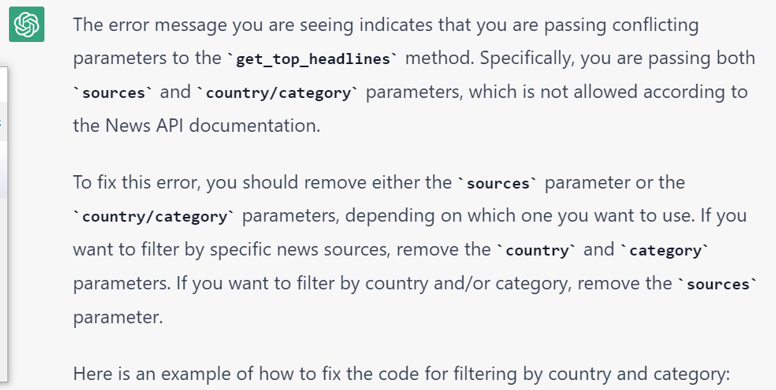 The error message you are seeing indicates that you are passing conflicting
parameters to the `get_top_headlines` method. Specifically, you are passing both
`sources` and `country/category` parameters, which is not allowed according to
the News API documentation.
To fix this error, you should remove either the `sources` parameter or the
`country/category` parameters, depending on which one you want to use. If you
want to filter by specific news sources, remove the `country` and `category`
parameters. If you want to filter by country and/or category, remove the `sources`
parameter.
Here is an example of how to fix the code for filtering by country and category: